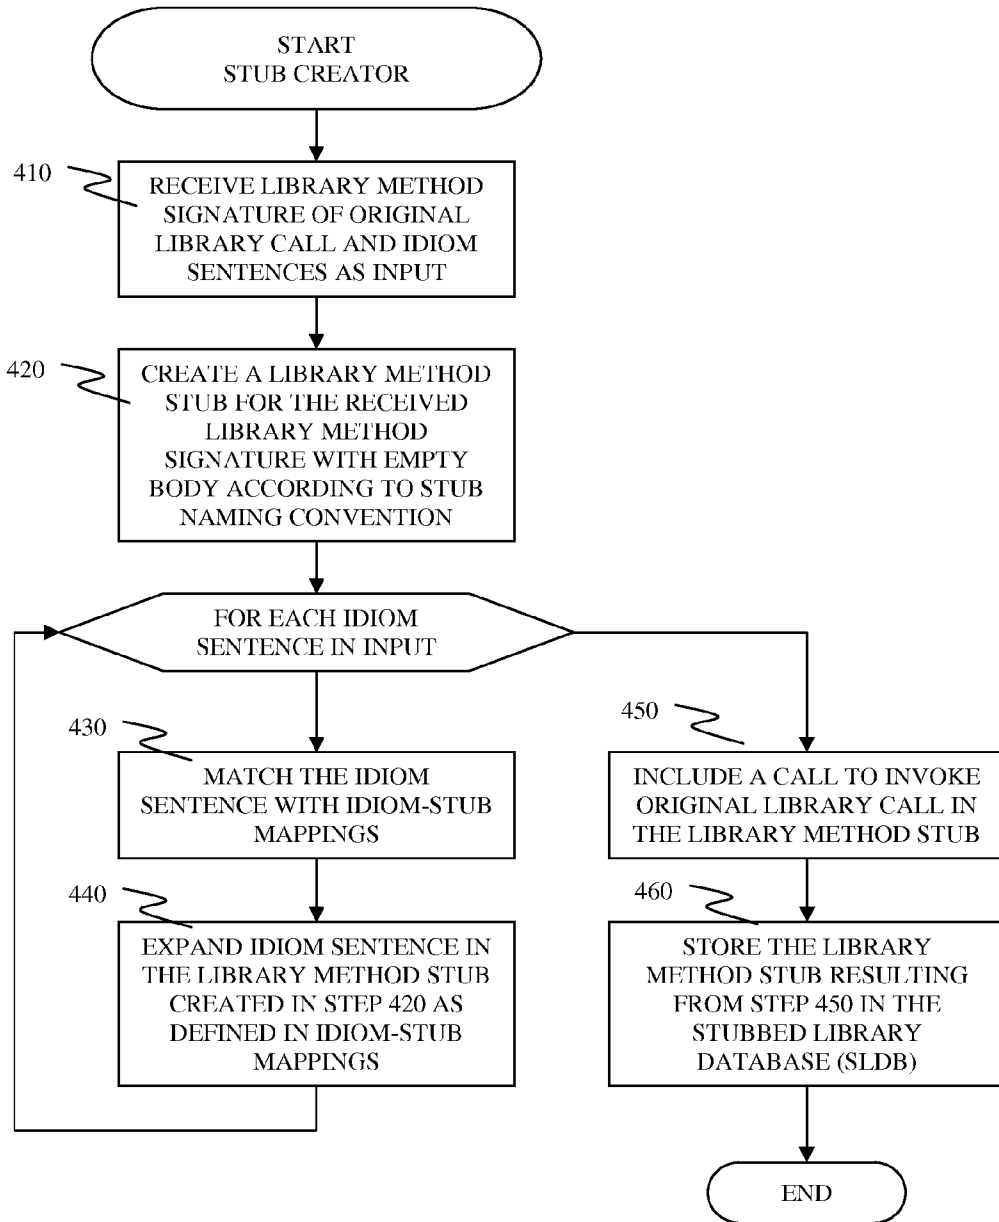 START
STUB CREATOR
410
RECEIVE LIBRARY METHOD
SIGNATURE OF ORIGINAL
LIBRARY CALL AND IDIOM
SENTENCES AS INPUT
420
CREATE A LIBRARY METHOD
STUB FOR THE RECEIVED
LIBRARY METHOD
SIGNATURE WITH EMPTY
BODY ACCORDING TO STUB
NAMING CONVENTION
FOR EACH IDIOM
SENTENCE IN INPUT
430
MATCH THE IDIOM
SENTENCE WITH IDIOM-STUB
MAPPINGS
440
EXPAND IDIOM SENTENCE IN
THE LIBRARY METHOD STUB
CREATED IN STEP 420 AS
DEFINED IN IDIOM-STUB
MAPPINGS
450
INCLUDE A CALL TO INVOKE
ORIGINAL LIBRARY CALL IN
THE LIBRARY METHOD STUB
460
STORE THE LIBRARY
METHOD STUB RESULTING
FROM STEP 450 IN THE
STUBBED LIBRARY
DATABASE (SLDB)
END